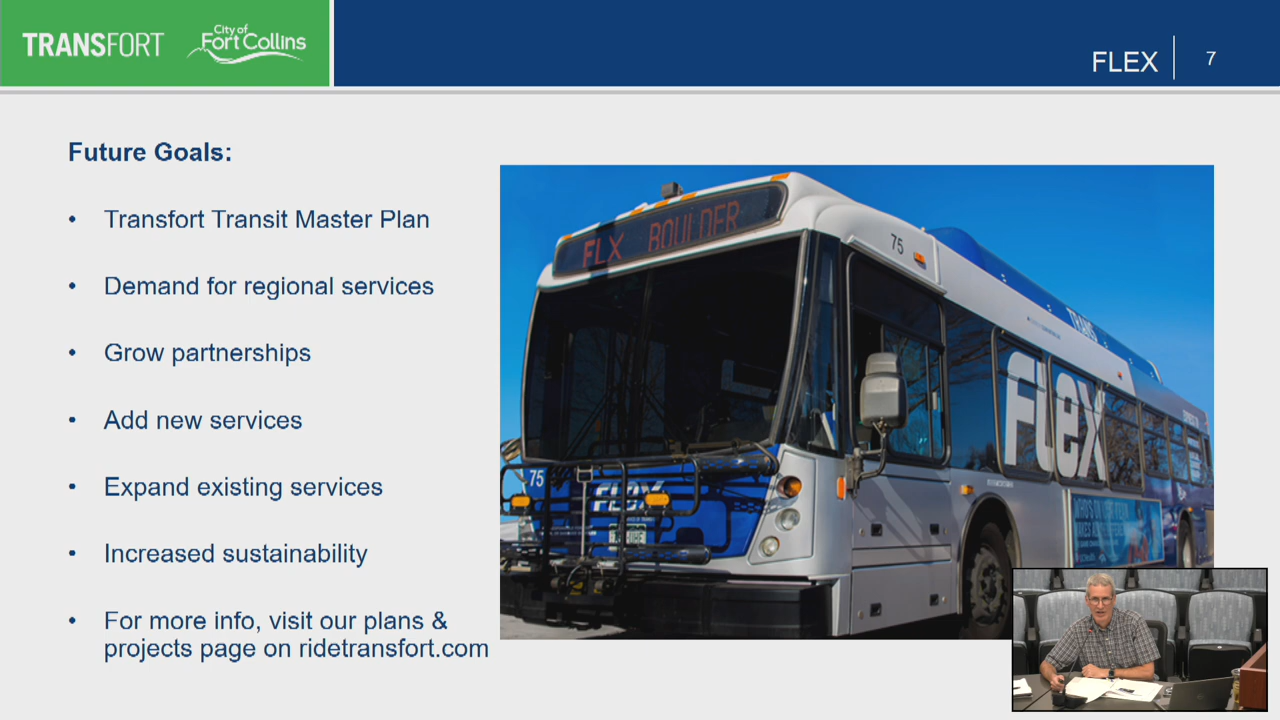 TRANSFORT
City of
Fort Collins
FLEX
7
Future Goals:
• Transfort Transit Master Plan
• Demand for regional services
• Grow partnerships
• Add new services
• Expand existing services
• Increased sustainability
• For more info, visit our plans &
projects page on ridetransfort.com
FLX BOULDER
75
TRANS
FLEX
75
FLEX